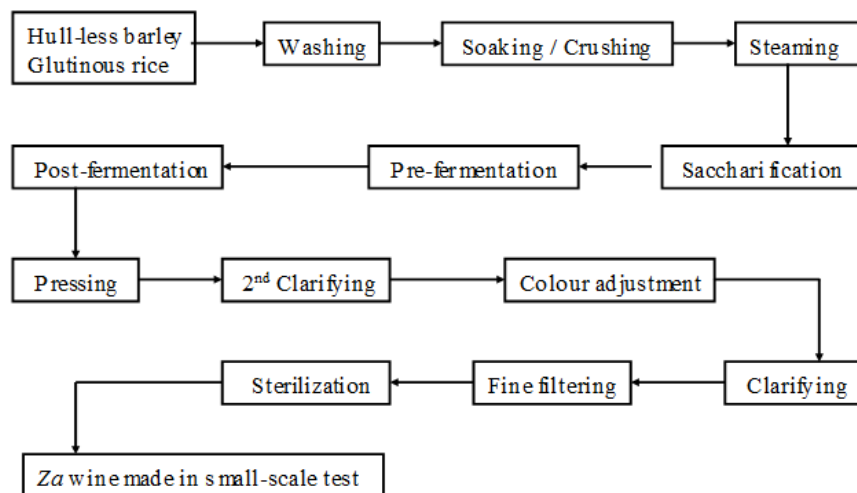 Hull-less barley
Glutinous rice
Washing
Soaking / Crushing
Steaming
Saccharification
Pre-fermentation
Post-fermentation
Pressing
2nd Clarifying
Colour adjustment
Clarifying
Fine filtering
Sterilization
Za wine made in small-scale test